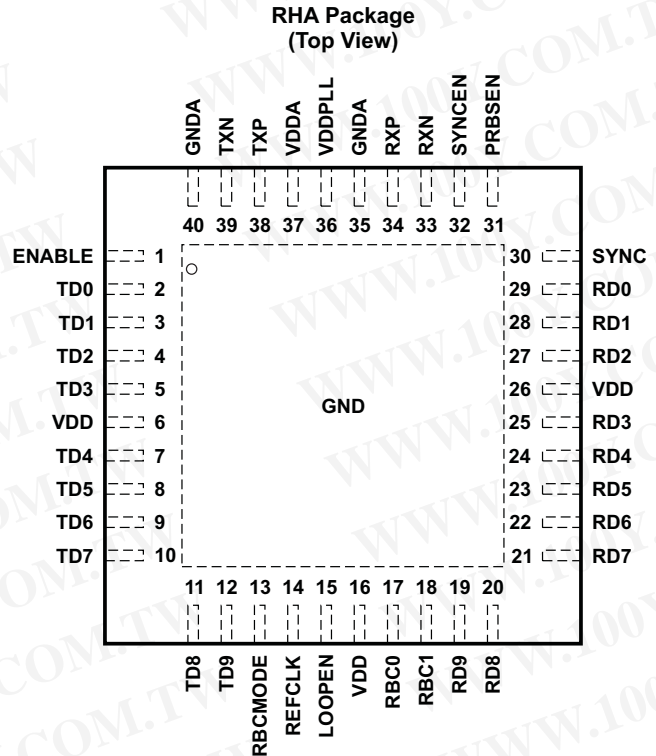 RHA Package
(Top View)
GNDA
TXN
TXP
VDDA
VDDPLL
GNDA
RXP
RXN
SYNCEN
PRBSEN
40 39 38 37 36 35 34 33 32 31
ENABLE 1 30 SYNC
TD0 2 29 RD0
TD1 3 28 RD1
TD2 4 27 RD2
TD3 5 26 VDD
VDD 6 25 RD3
GND
TD4 7 24 RD4
TD5 8 23 RD5
TD6 9 22 RD6
TD7 10 21 RD7
11 12 13 14 15 16 17 18 19 20
TD8
TD9
RBCMODE
REFCLK
LOOPEN
VDD
RBC0
RBC1
RD9
RD8
WWW.100Y.COM.TW